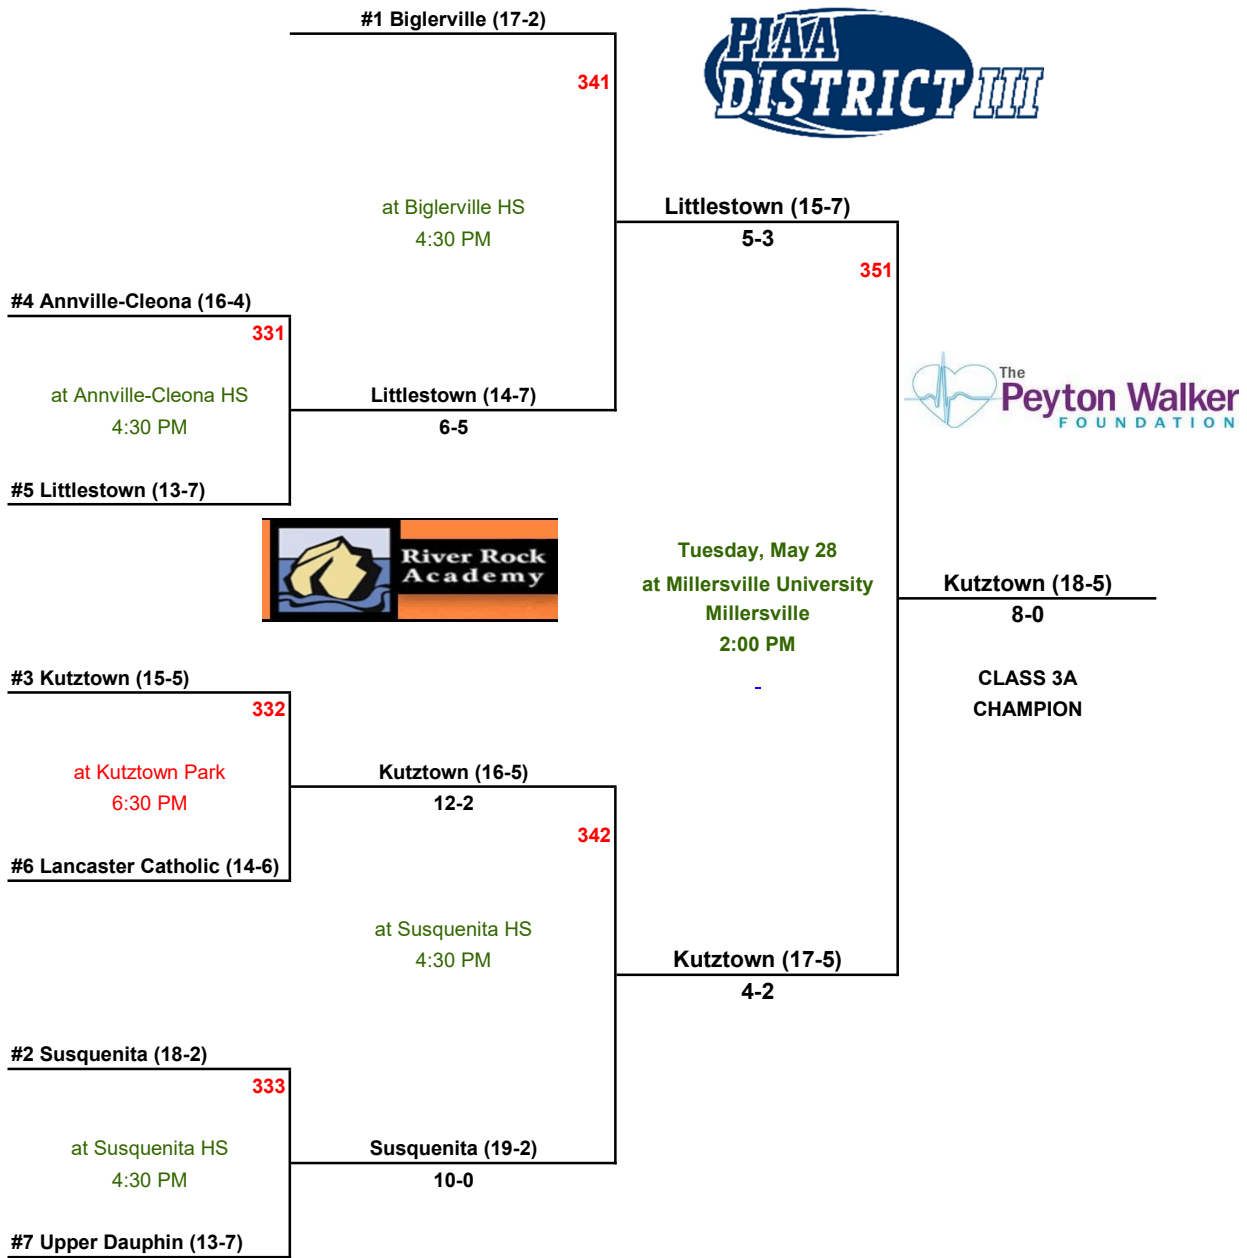 #1 Biglerville (17-2)
PIAA
DISTRICT III
341
at Biglerville HS
4:30 PM
Littlestown (15-7)
5-3
351
#4 Annville-Cleona (16-4)
331
at Annville-Cleona HS
4:30 PM
Littlestown (14-7)
6-5
The
Peyton Walker
FOUNDATION
#5 Littlestown (13-7)
River Rock
Academy
Tuesday, May 28
at Millersville University
Millersville
2:00 PM
-
Kutztown (18-5)
8-0
CLASS 3A
CHAMPION
#3 Kutztown (15-5)
332
at Kutztown Park
6:30 PM
Kutztown (16-5)
12-2
342
#6 Lancaster Catholic (14-6)
at Susquenita HS
4:30 PM
Kutztown (17-5)
4-2
#2 Susquenita (18-2)
333
at Susquenita HS
4:30 PM
Susquenita (19-2)
10-0
#7 Upper Dauphin (13-7)